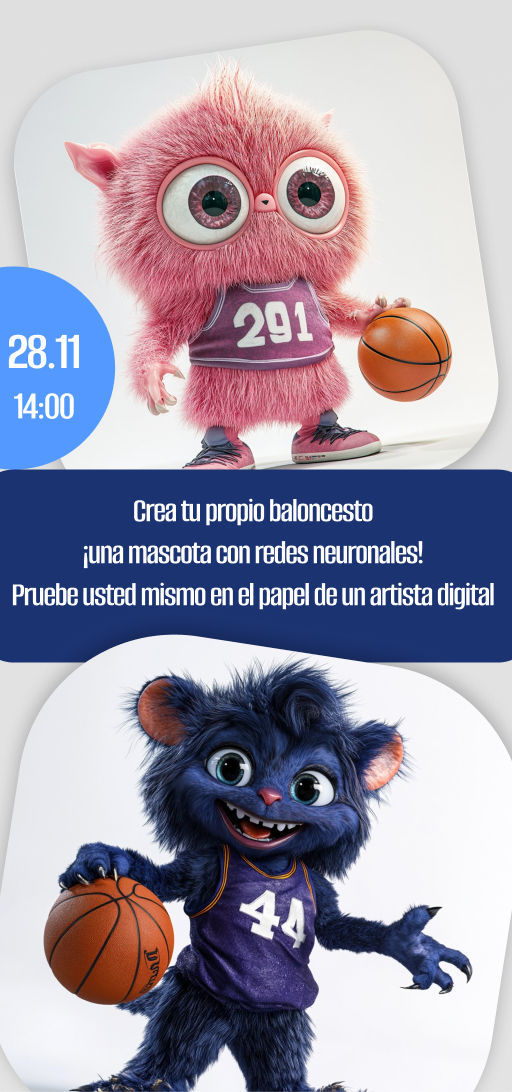 291
28.11
14:00
Crea tu propio baloncesto
¡una mascota con redes neuronales!
Pruebe usted mismo en el papel de un artista digital
44